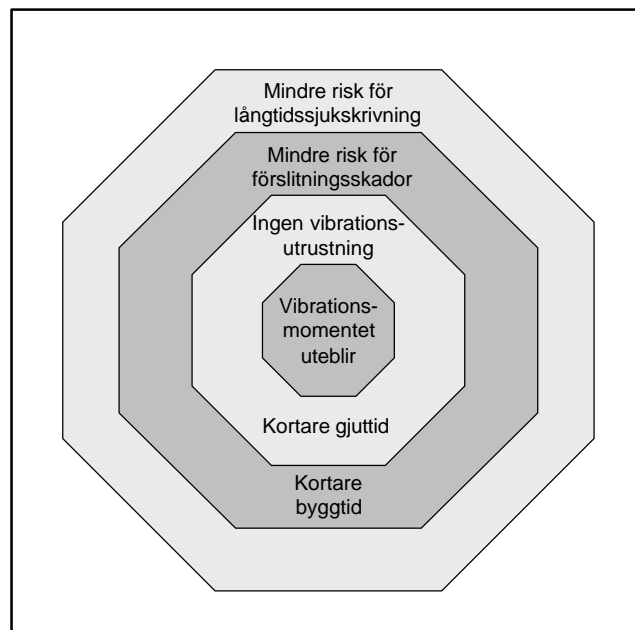 Mindre risk för
långtidssjukskrivning
Mindre risk för
förslitningsskador
Ingen vibrations-
utrustning
Vibrations-
momentet
uteblir
Kortare gjuttid
Kortare
byggtid